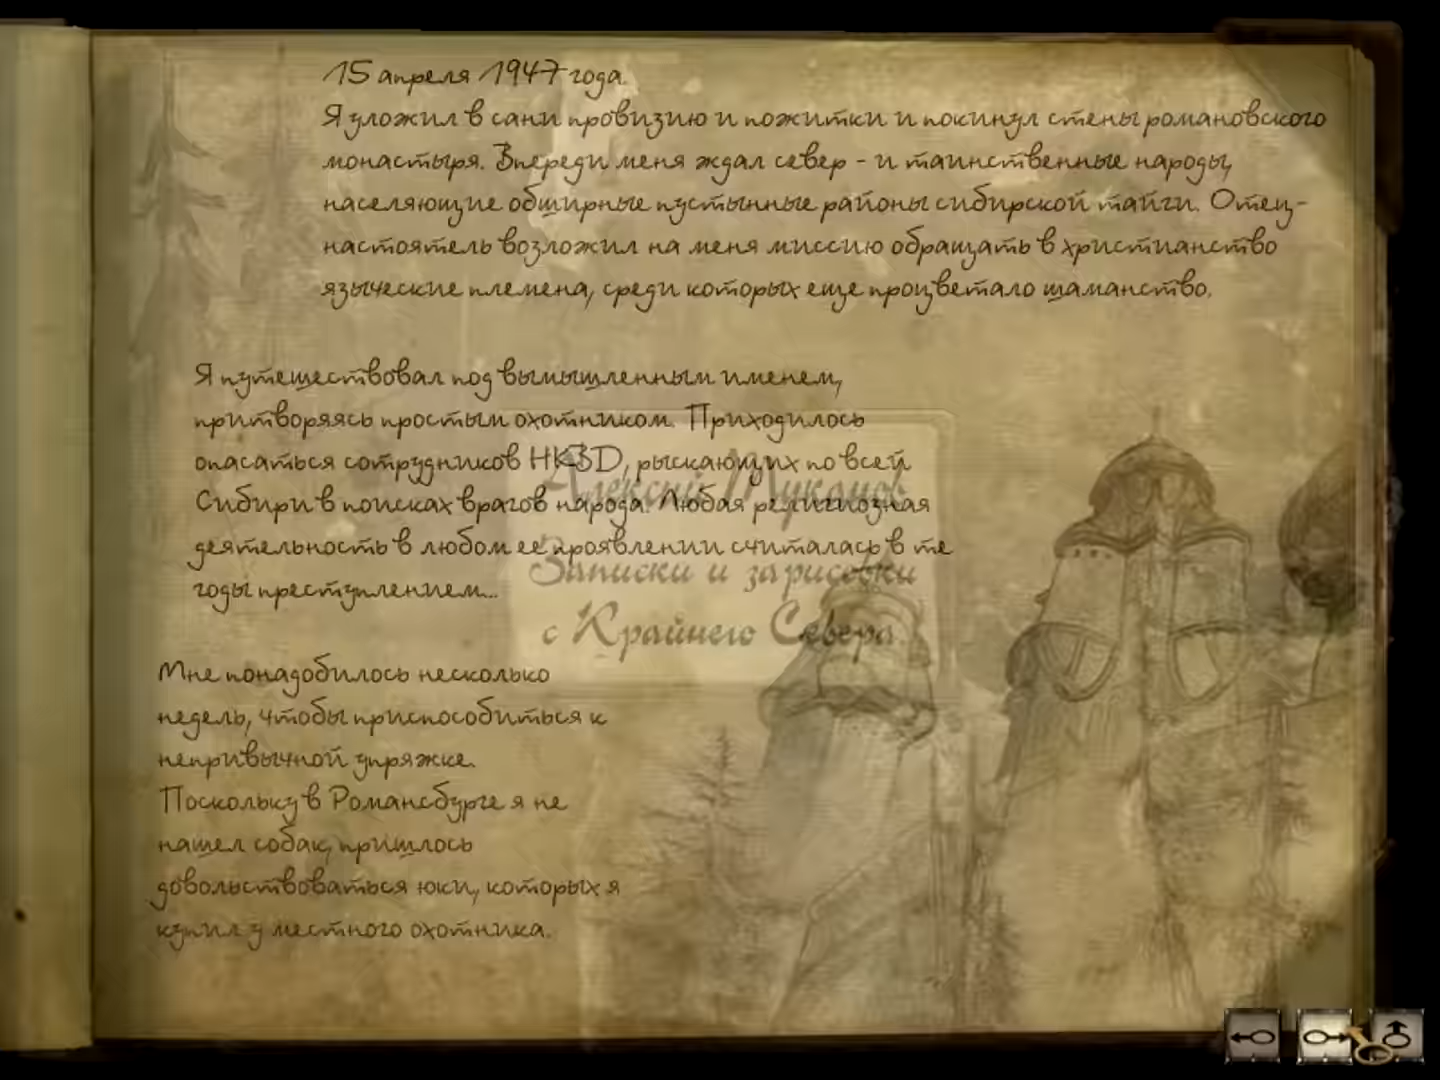 15 апреля 1947 года.
Я уложил в сани провизию и пожитки и покинул стены романовского
монастыря. Впереди меня ждал север - и таинственные народы,
населяющие обширные пустынные районы сибирской тайги. Отец-
настоятель возложил на меня миссию обращать в христианство
языческие племена, среди которых еще процветало шаманство.
Я путешествовал под вымышленным именем,
притворяясь простым охотником. Приходилось
опасаться сотрудников НКВД, рыскающих по всей
Сибири в поисках врагов народа. Любая религиозная
деятельность в любом ее проявлении считалась в те
годы преступлением...
Алексей Туканов
Записки и зарисовки
с Крайнего Севера
Мне понадобилось несколько
недель, чтобы приспособиться к
непривычной упряжке.
Поскольку в Романсбурге я не
нашел собак, пришлось
довольствоваться юки, которых я
купил у местного охотника.